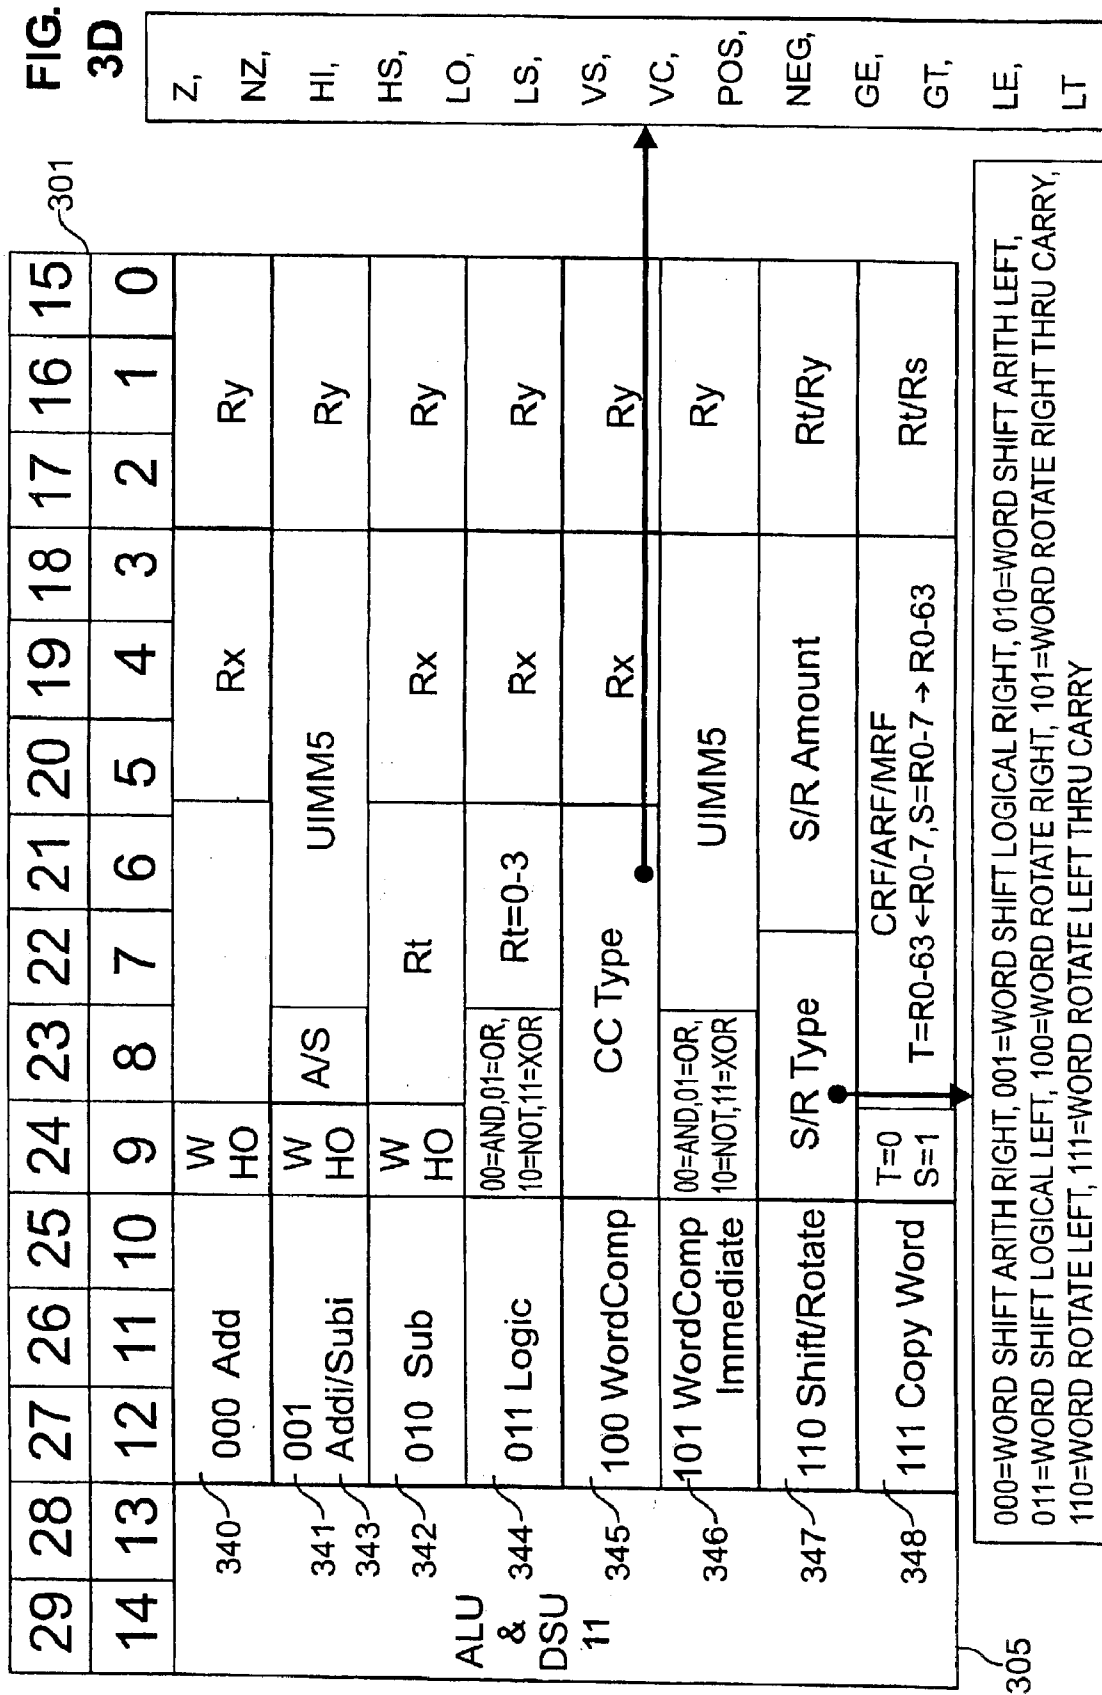 FIG.
3D
29 28 27 26 25 24 23 22 21 20 19 18 17 16 15
301
14 13 12 11 10 9 8 7 6 5 4 3 2 1 0
ALU
&
DSU
11
305
340
000 Add
W
HO
Rx
Ry
341
343
001
Addi/Subi
W
HO
A/S
UIMM5
Ry
342
010 Sub
W
HO
Rt
Rx
Ry
344
011 Logic
00=AND,01=OR,
10=NOT,11=XOR
Rt=0-3
Rx
Ry
345
100 WordComp
CC Type
Rx
Ry
346
101 WordComp
Immediate
00=AND,01=OR,
10=NOT,11=XOR
UIMM5
Ry
347
110 Shift/Rotate
S/R Type
S/R Amount
Rt/Ry
348
111 Copy Word
T=0
S=1
CRF/ARF/MRF
T=R0-63←R0-7,S=R0-7→R0-63
Rt/Rs
Z,
NZ,
HI,
HS,
LO,
LS,
VS,
VC,
POS,
NEG,
GE,
GT,
LE,
LT
000=WORD SHIFT ARITH RIGHT, 001=WORD SHIFT LOGICAL RIGHT, 010=WORD SHIFT ARITH LEFT,
011=WORD SHIFT LOGICAL LEFT, 100=WORD ROTATE RIGHT, 101=WORD ROTATE RIGHT THRU CARRY,
110=WORD ROTATE LEFT, 111=WORD ROTATE LEFT THRU CARRY